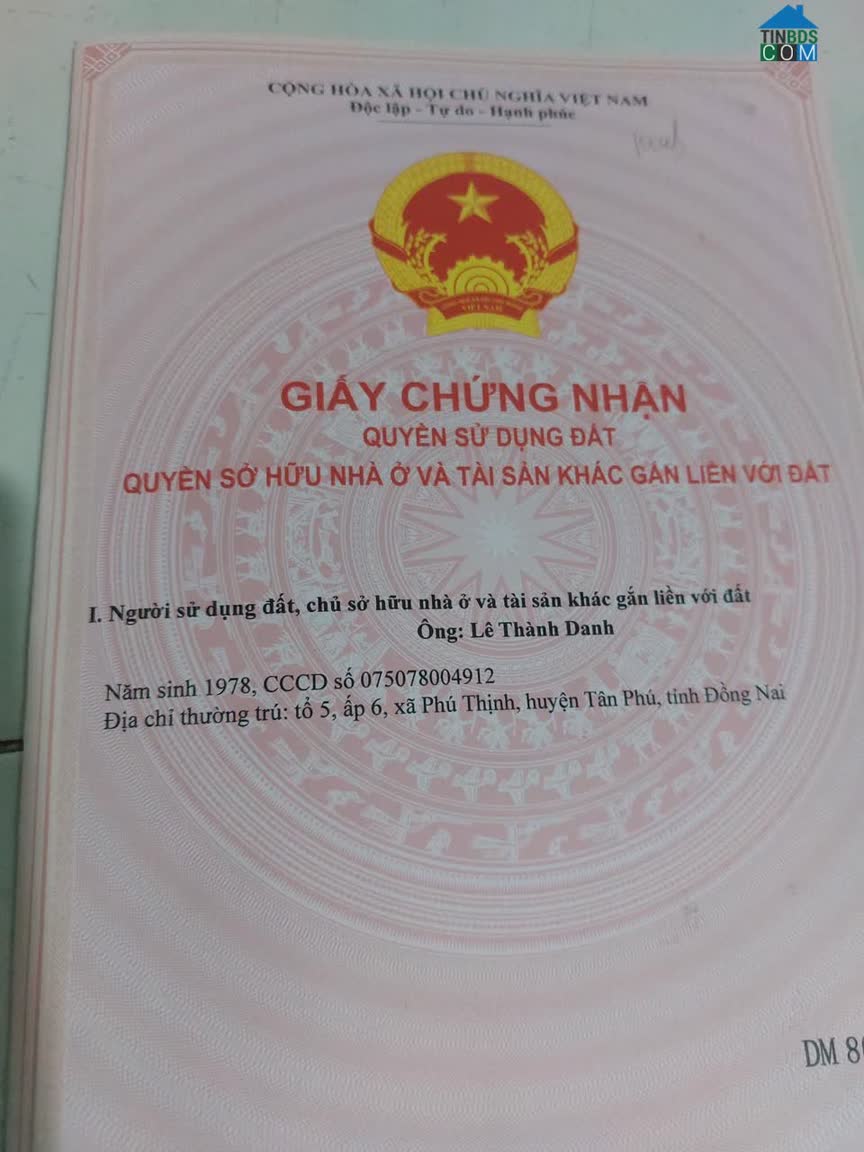 TINBDS
COM
CỘNG HÒA XÃ HỘI CHỦ NGHĨA VIỆT NAM
Độc lập - Tự do - Hạnh phúc
VIỆT NAM
GIẤY CHỨNG NHẬN
QUYỀN SỬ DỤNG ĐẤT
QUYỀN SỞ HỮU NHÀ Ở VÀ TÀI SẢN KHÁC GẮN LIỀN VỚI ĐẤT
I. Người sử dụng đất, chủ sở hữu nhà ở và tài sản khác gắn liền với đất
Ông: Lê Thành Danh
Năm sinh 1978, CCCD số 075078004912
Địa chỉ thường trú: tổ 5, ấp 6, xã Phú Thịnh, huyện Tân Phú, tỉnh Đồng Nai
DM 8